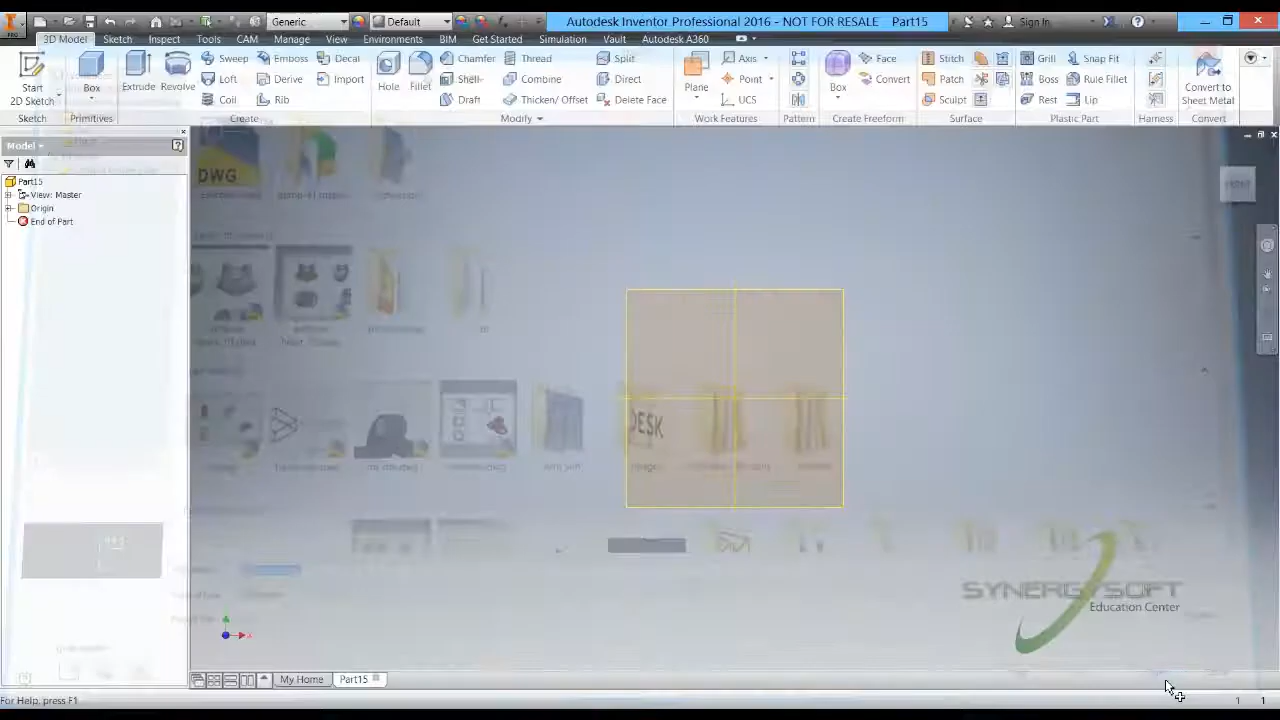 Generic
Default
Autodesk Inventor Professional 2016 - NOT FOR RESALE Part15
Sign In
3D Model Sketch Inspect Tools CAM Manage View Environments BIM Get Started Simulation Vault Autodesk A360
Start
2D Sketch
Sketch
Box
Primitives
Extrude Revolve
Sweep Emboss Decal
Loft Derive Import
Coil Rib
Create
Hole Fillet
Chamfer Thread Split
Shell Combine Direct
Draft Thicken/ Offset Delete Face
Modify
Plane
Axis
Point
UCS
Work Features
Pattern
Box
Face
Convert
Create Freeform
Stitch
Patch
Sculpt
Surface
Grill Snap Fit
Boss Rule Fillet
Rest Lip
Plastic Part
Harness
Convert to
Sheet Metal
Convert
Model
Part15
View: Master
Origin
End of Part
DWG
FRONT
DESK
SYNERGYSOFT
Education Center
My Home Part15
For Help, press F1
1 1